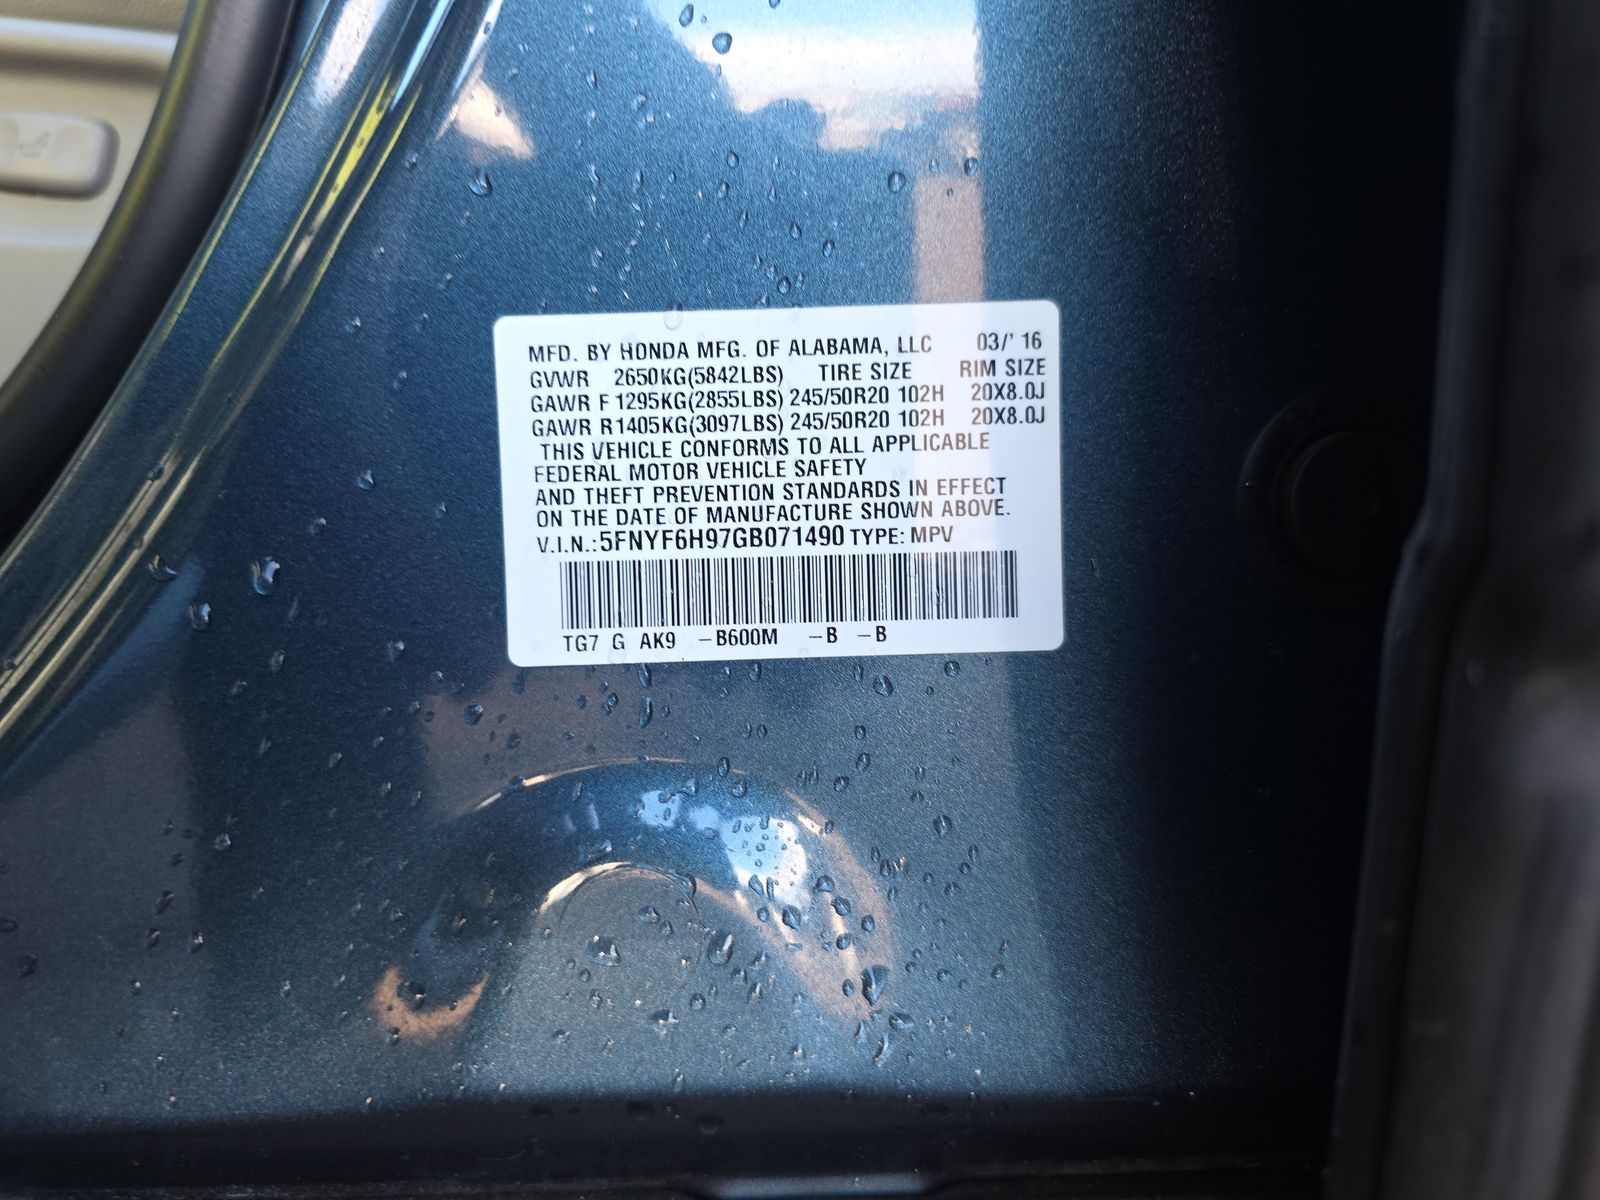 MFD. BY HONDA MFG. OF ALABAMA, LLC 03/' 16
GVWR 2650KG(5842LBS) TIRE SIZE RIM SIZE
GAWR F 1295KG(2855LBS) 245/50R20 102H 20X8.0J
GAWR R 1405KG(3097LBS) 245/50R20 102H 20X8.0J
THIS VEHICLE CONFORMS TO ALL APPLICABLE
FEDERAL MOTOR VEHICLE SAFETY
AND THEFT PREVENTION STANDARDS IN EFFECT
ON THE DATE OF MANUFACTURE SHOWN ABOVE.
V.I.N.:5FNYF6H97GB071490 TYPE: MPV
TG7 G AK9 -B600M -B -B